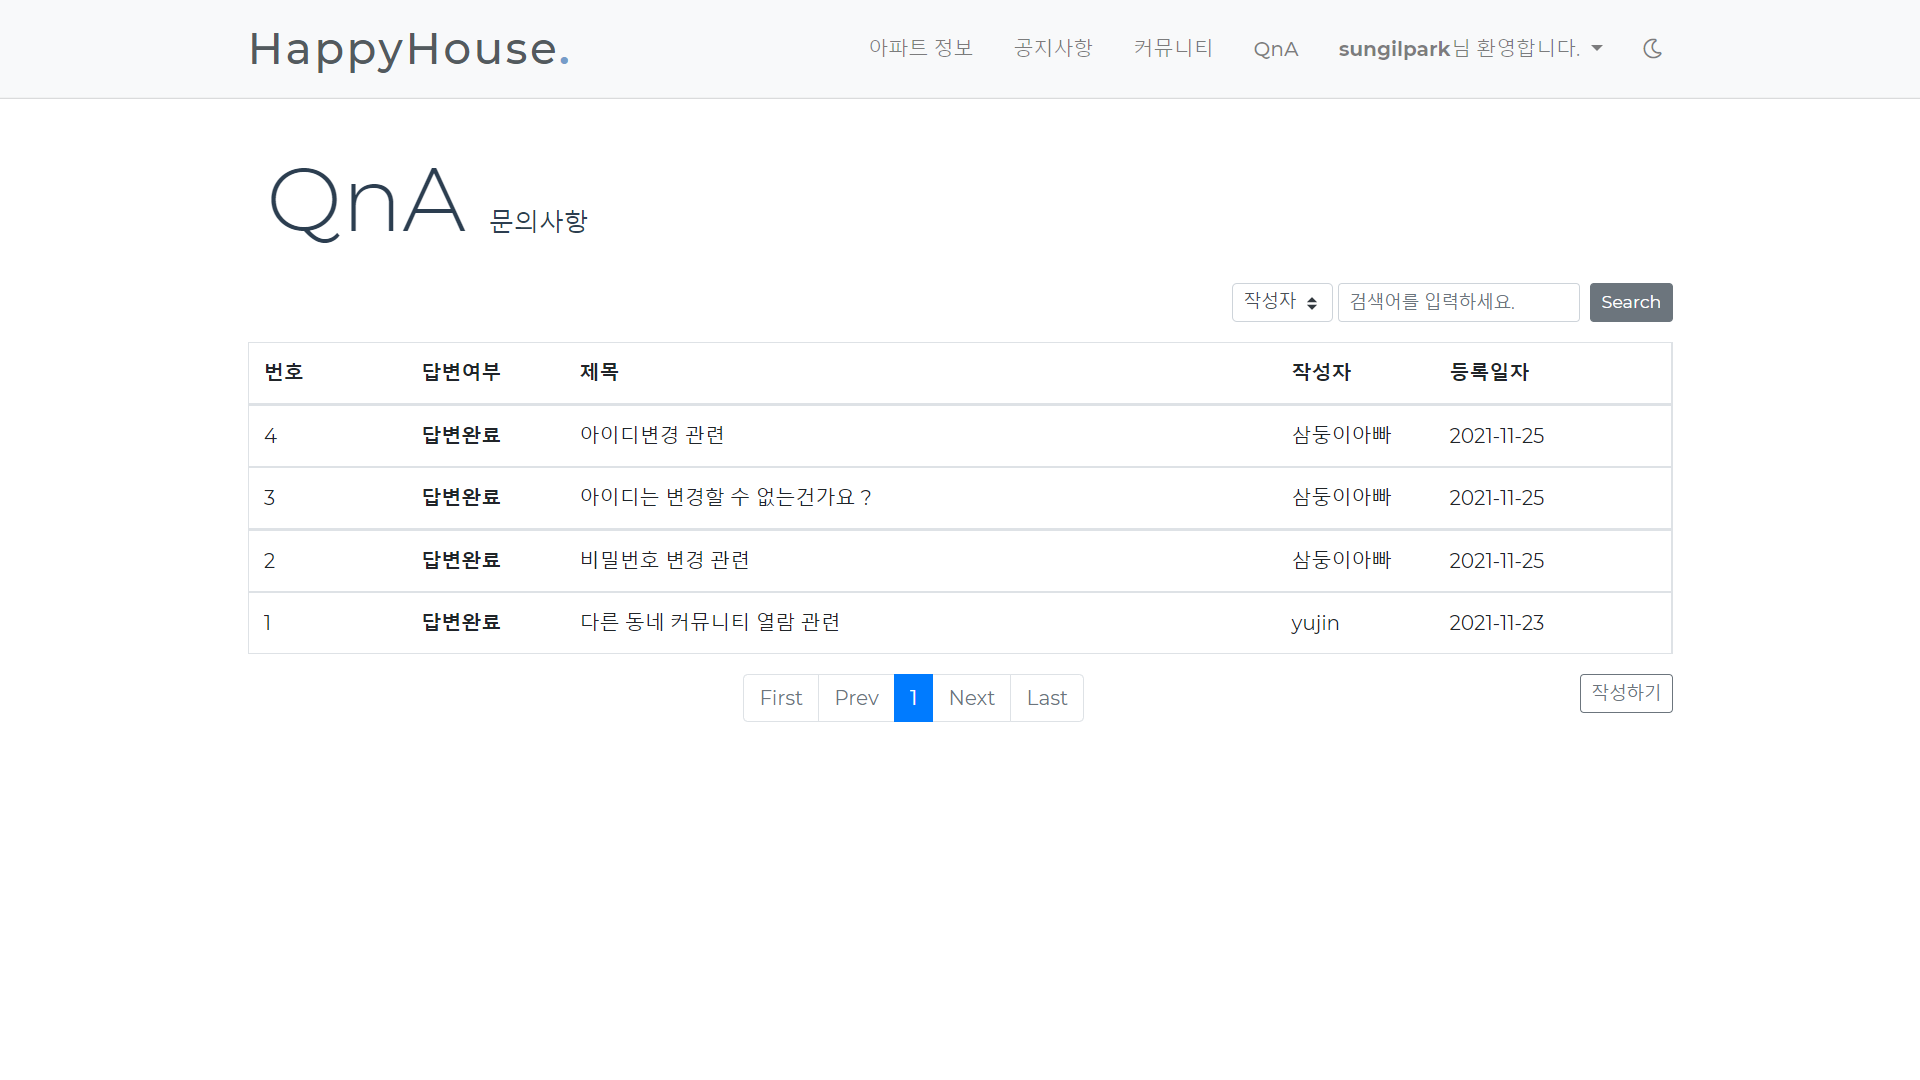 HappyHouse.
아파트 정보 공지사항 커뮤니티 QnA sungilpark님 환영합니다.
QnA 문의사항
작성자 검색어를 입력하세요. Search
번호 답변여부 제목 작성자 등록일자
4 답변완료 아이디변경 관련 삼둥이아빠 2021-11-25
3 답변완료 아이디는 변경할 수 없는건가요 ? 삼둥이아빠 2021-11-25
2 답변완료 비밀번호 변경 관련 삼둥이아빠 2021-11-25
1 답변완료 다른 동네 커뮤니티 열람 관련 yujin 2021-11-23
First Prev 1 Next Last 작성하기